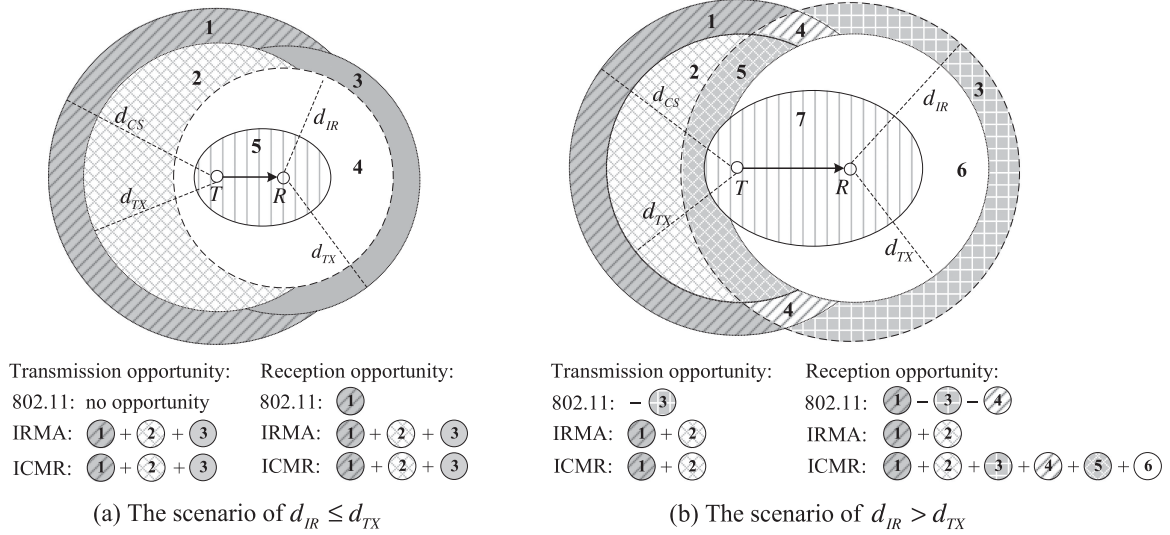 1
2
3
d_CS
d_IR
5
4
T
R
d_TX
d_TX
Transmission opportunity:
802.11: no opportunity
IRMA: 1 + 2 + 3
ICMR: 1 + 2 + 3
Reception opportunity:
802.11: 1
IRMA: 1 + 2 + 3
ICMR: 1 + 2 + 3
(a) The scenario of d_IR ≤ d_TX
1
4
2
5
3
d_CS
d_IR
7
6
T
R
d_TX
d_TX
4
Transmission opportunity:
802.11: − 3
IRMA: 1 + 2
ICMR: 1 + 2
Reception opportunity:
802.11: 1 − 3 − 4
IRMA: 1 + 2
ICMR: 1 + 2 + 3 + 4 + 5 + 6
(b) The scenario of d_IR > d_TX